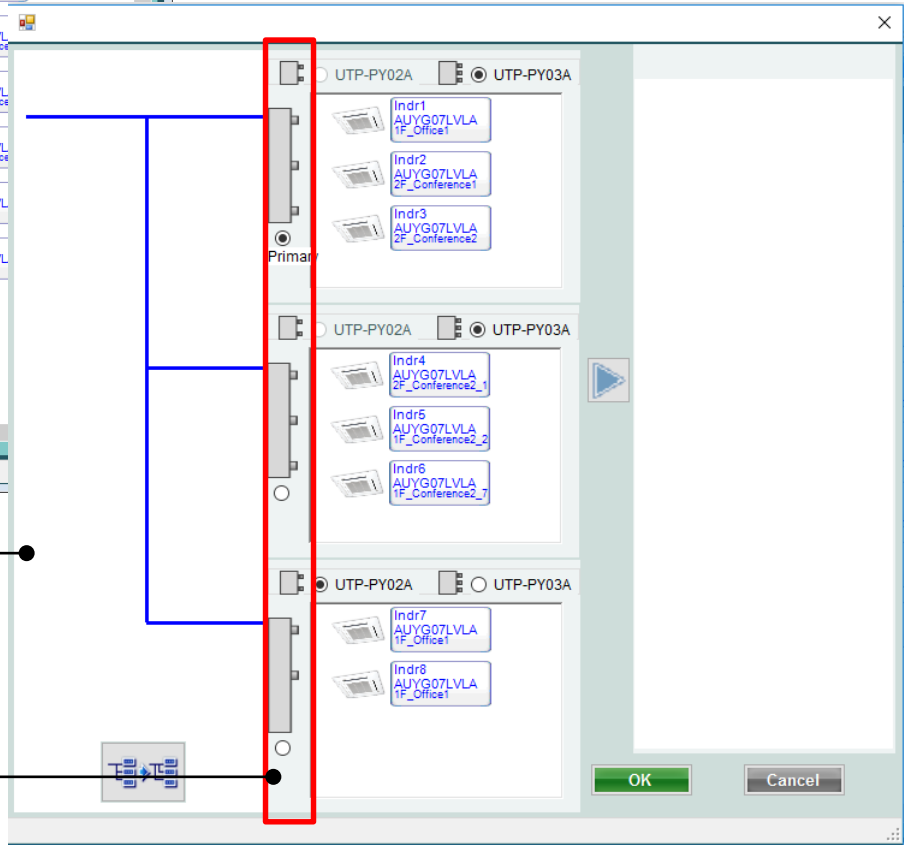 UTP-PY02A UTP-PY03A
Indr1
AUYG07LVLA
1F_Office1
Indr2
AUYG07LVLA
2F_Conference1
Indr3
AUYG07LVLA
2F_Conference2
Primary
UTP-PY02A UTP-PY03A
Indr4
AUYG07LVLA
2F_Conference2_1
Indr5
AUYG07LVLA
1F_Conference2_2
Indr6
AUYG07LVLA
1F_Conference2_7
UTP-PY02A UTP-PY03A
Indr7
AUYG07LVLA
1F_Office1
Indr8
AUYG07LVLA
1F_Office1
OK Cancel